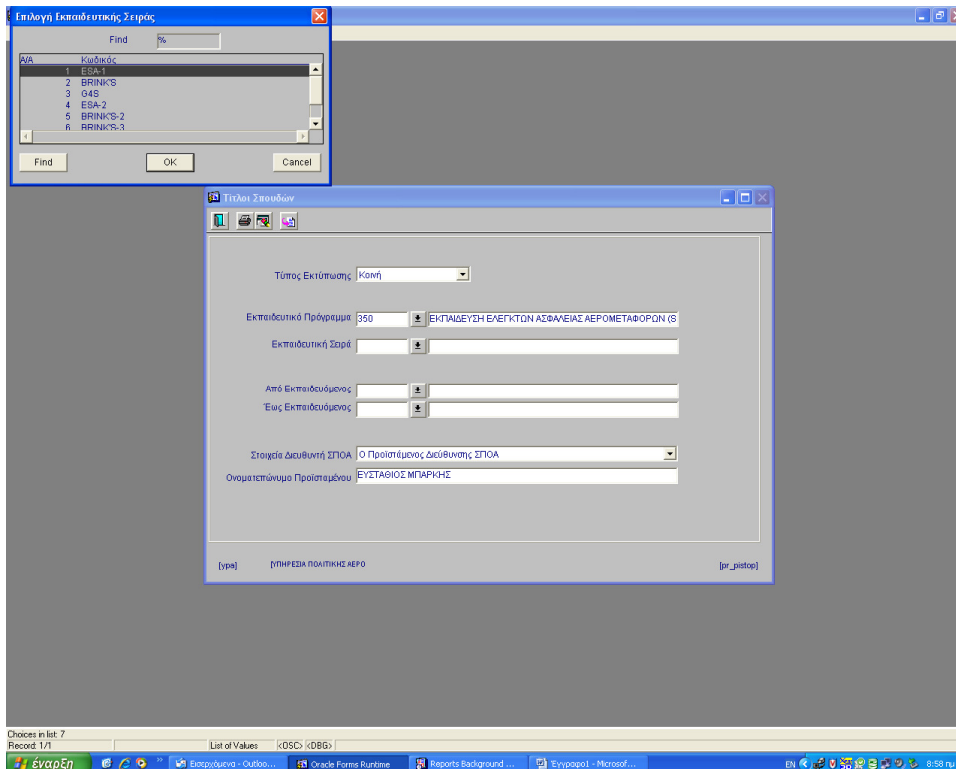 Επιλογή Εκπαιδευτικής Σειράς
Find %
Α/Α Κωδικός
1 ESA-1
2 BRINK'S
3 G4S
4 ESA-2
5 BRINK'S-2
6 BRINK'S-3
Find OK Cancel
Τίτλοι Σπουδών
Τύπος Εκτύπωσης Κοινή
Εκπαιδευτικό Πρόγραμμα 350 ΕΚΠΑΙΔΕΥΣΗ ΕΛΕΓΚΤΩΝ ΑΣΦΑΛΕΙΑΣ ΑΕΡΟΜΕΤΑΦΟΡΩΝ (S
Εκπαιδευτική Σειρά
Από Εκπαιδευόμενος
Έως Εκπαιδευόμενος
Στοιχεία Διευθυντή ΣΠΟΑ Ο Προϊστάμενος Διεύθυνσης ΣΠΟΑ
Ονοματεπώνυμο Προϊσταμένου ΕΥΣΤΑΘΙΟΣ ΜΠΑΡΚΗΣ
[ypa] [ΥΠΗΡΕΣΙΑ ΠΟΛΙΤΙΚΗΣ ΑΕΡΟ [pr_pistop]
Choices in list: 7
Record: 1/1 List of Values <OSC> <DBG>
έναρξη » Εισερχόμενα - Outloo... Oracle Forms Runtime Reports Background ... Έγγραφο1 - Microsof... EN 8:58 πμ